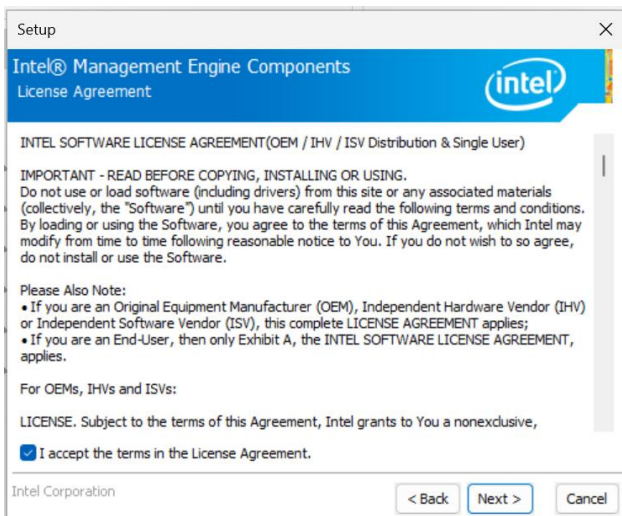 Setup
Intel® Management Engine Components
License Agreement
intel
INTEL SOFTWARE LICENSE AGREEMENT(OEM / IHV / ISV Distribution & Single User)
IMPORTANT - READ BEFORE COPYING, INSTALLING OR USING.
Do not use or load software (including drivers) from this site or any associated materials
(collectively, the "Software") until you have carefully read the following terms and conditions.
By loading or using the Software, you agree to the terms of this Agreement, which Intel may
modify from time to time following reasonable notice to You. If you do not wish to so agree,
do not install or use the Software.
Please Also Note:
• If you are an Original Equipment Manufacturer (OEM), Independent Hardware Vendor (IHV)
or Independent Software Vendor (ISV), this complete LICENSE AGREEMENT applies;
• If you are an End-User, then only Exhibit A, the INTEL SOFTWARE LICENSE AGREEMENT,
applies.
For OEMs, IHVs and ISVs:
LICENSE. Subject to the terms of this Agreement, Intel grants to You a nonexclusive,
I accept the terms in the License Agreement.
Intel Corporation
< Back Next > Cancel